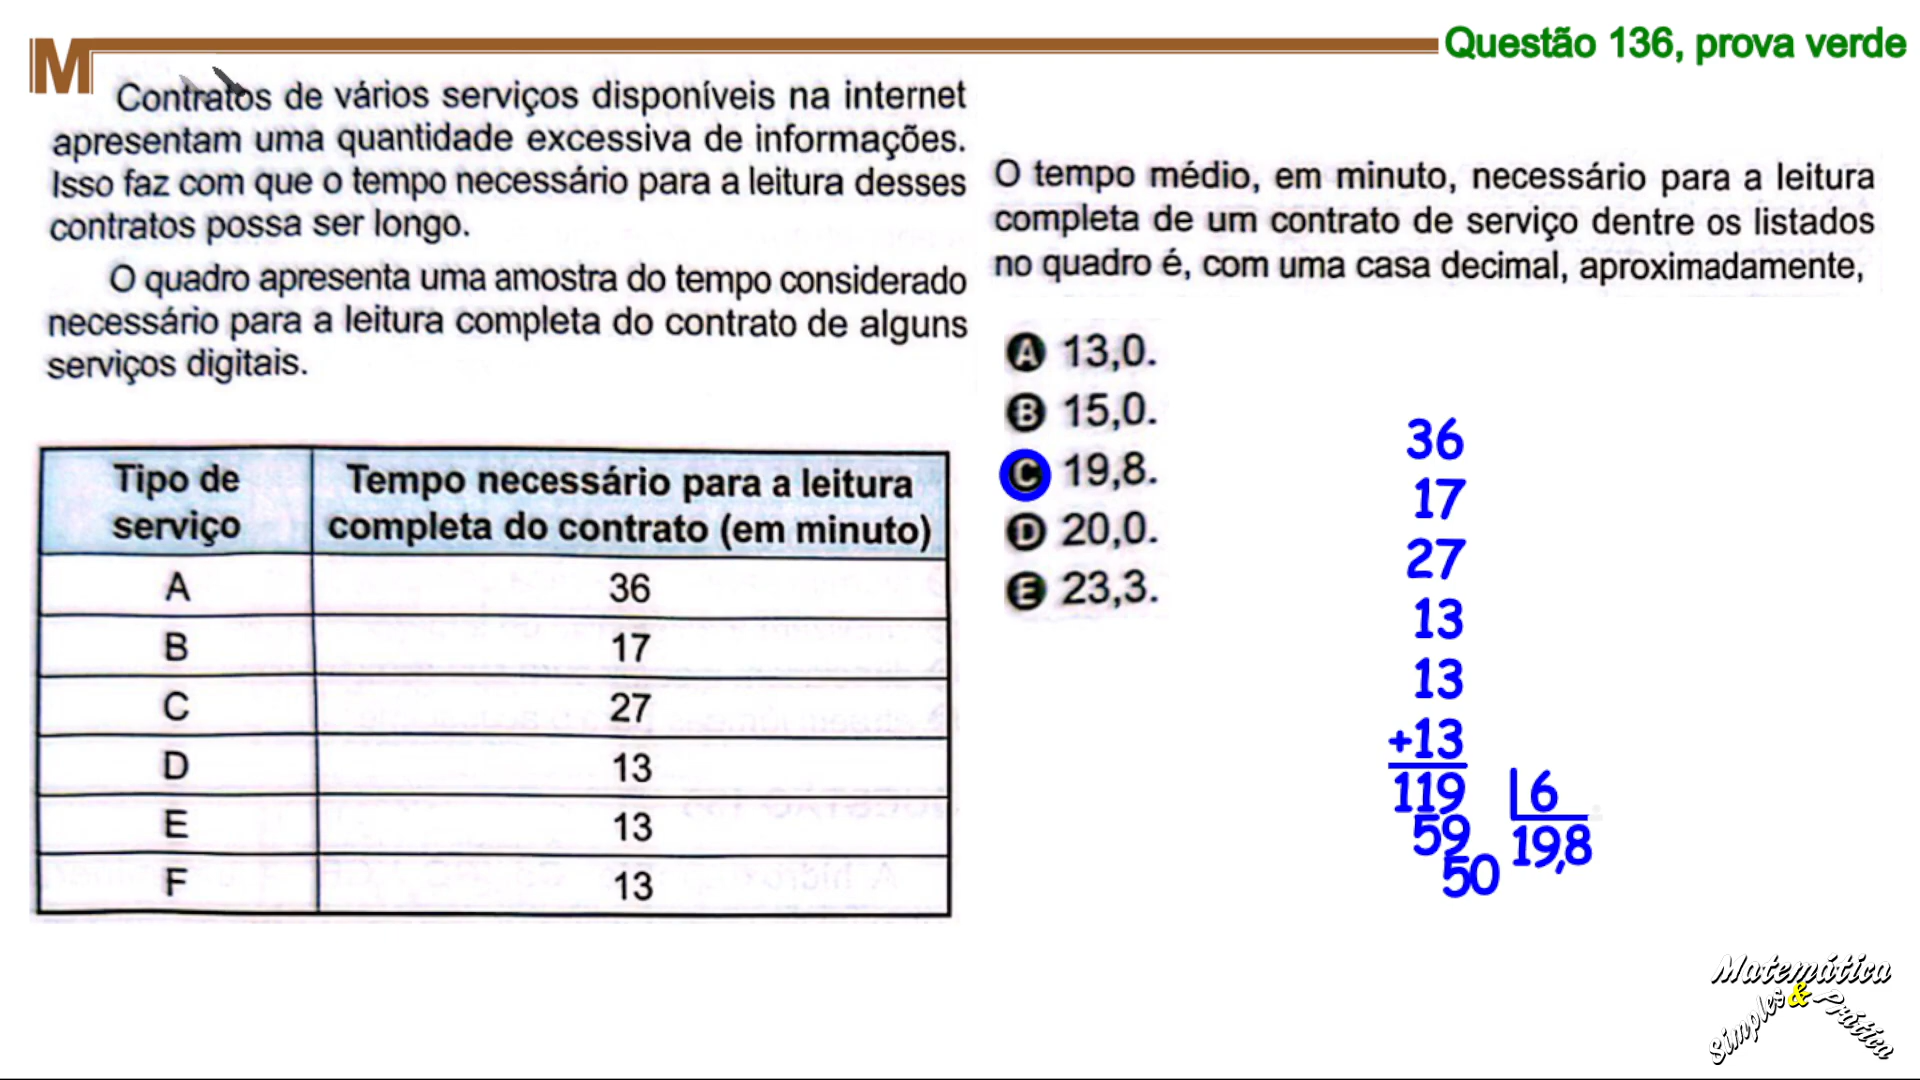 Questão 136, prova verde
M
Contratos de vários serviços disponíveis na internet
apresentam uma quantidade excessiva de informações.
Isso faz com que o tempo necessário para a leitura desses
contratos possa ser longo.
O quadro apresenta uma amostra do tempo considerado
necessário para a leitura completa do contrato de alguns
serviços digitais.
Tipo de serviço Tempo necessário para a leitura completa do contrato (em minuto)
A 36
B 17
C 27
D 13
E 13
F 13
O tempo médio, em minuto, necessário para a leitura
completa de um contrato de serviço dentre os listados
no quadro é, com uma casa decimal, aproximadamente,
A 13,0.
B 15,0.
C 19,8.
D 20,0.
E 23,3.
36
17
27
13
13
+13
119 6
59 19,8
50
Matemática
Simples & Prática